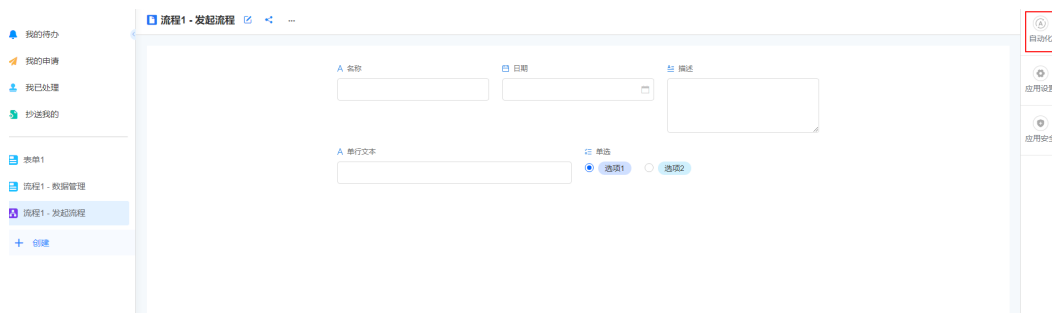 我的待办
我的申请
我已处理
抄送我的
表单1
流程1 - 数据管理
流程1 - 发起流程
+ 创建
流程1 - 发起流程
A 名称
日期
描述
A 单行文本
单选
选项1
选项2
自动化
应用设置
应用安全